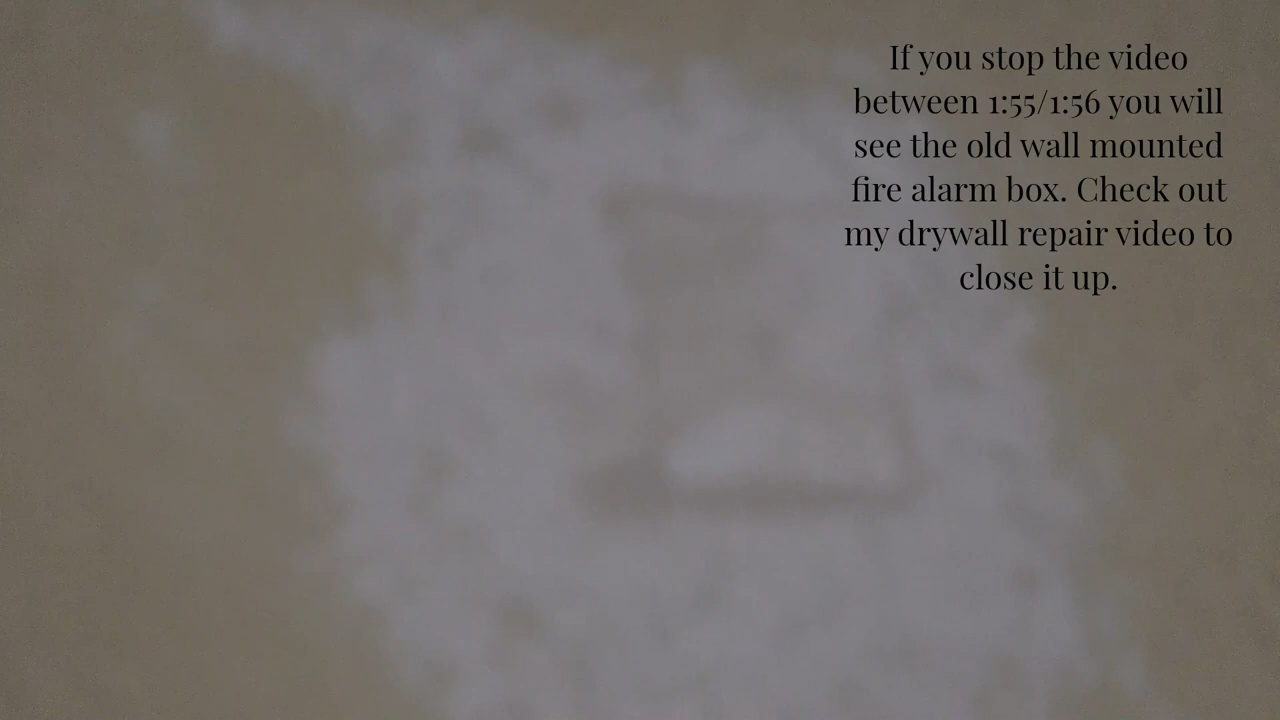 If you stop the video
between 1:55/1:56 you will
see the old wall mounted
fire alarm box. Check out
my drywall repair video to
close it up.